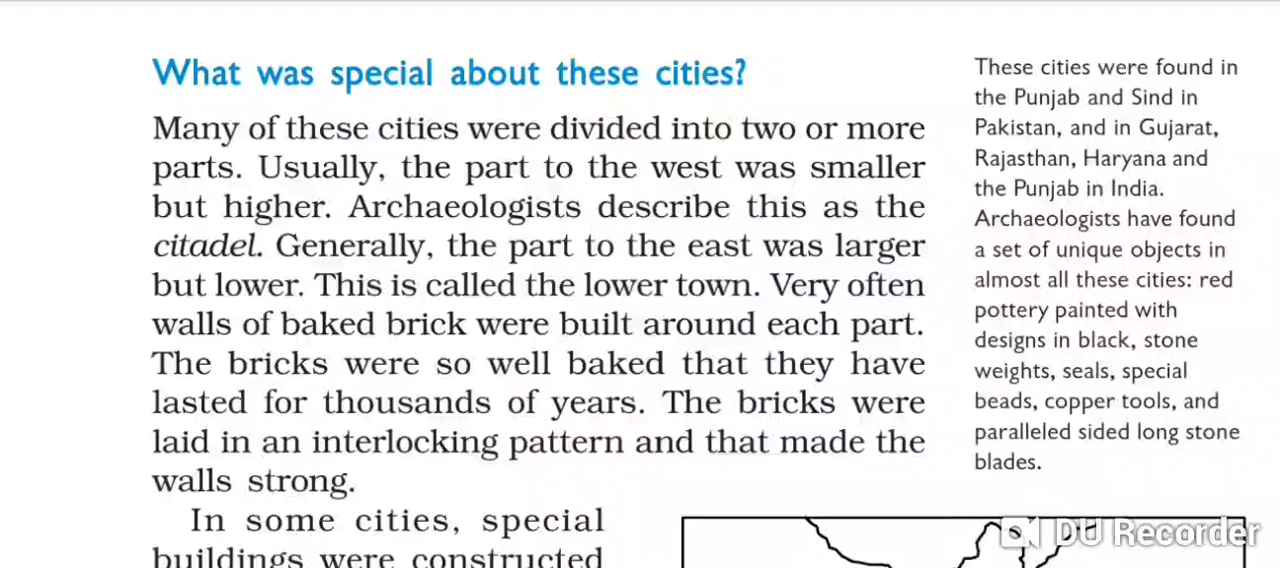 What was special about these cities?
Many of these cities were divided into two or more
parts. Usually, the part to the west was smaller
but higher. Archaeologists describe this as the
citadel. Generally, the part to the east was larger
but lower. This is called the lower town. Very often
walls of baked brick were built around each part.
The bricks were so well baked that they have
lasted for thousands of years. The bricks were
laid in an interlocking pattern and that made the
walls strong.
In some cities, special
buildings were constructed
These cities were found in
the Punjab and Sind in
Pakistan, and in Gujarat,
Rajasthan, Haryana and
the Punjab in India.
Archaeologists have found
a set of unique objects in
almost all these cities: red
pottery painted with
designs in black, stone
weights, seals, special
beads, copper tools, and
paralleled sided long stone
blades.
DU Recorder